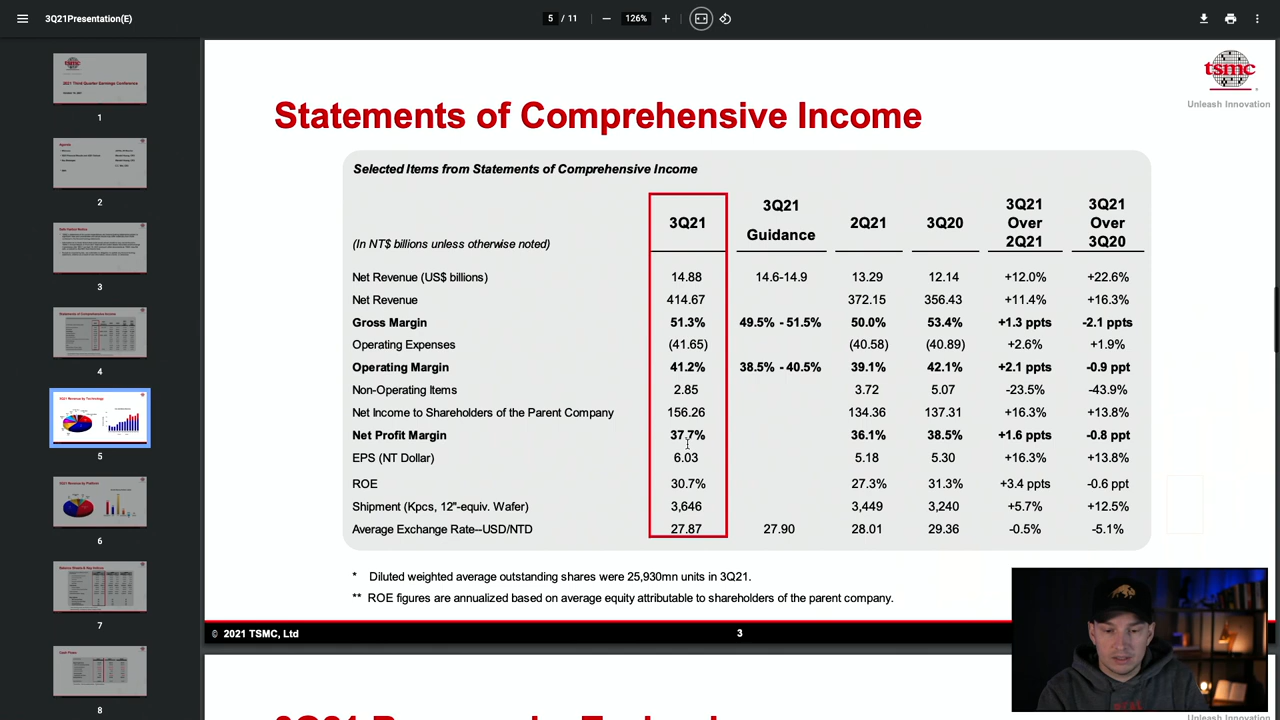 3Q21Presentation(E)
5 / 11
126%
1
2
3
4
5
6
7
8
tsmc
Unleash Innovation
Statements of Comprehensive Income
Selected Items from Statements of Comprehensive Income
(In NT$ billions unless otherwise noted) 3Q21 3Q21 Guidance 2Q21 3Q20 3Q21 Over 2Q21 3Q21 Over 3Q20
Net Revenue (US$ billions) 14.88 14.6-14.9 13.29 12.14 +12.0% +22.6%
Net Revenue 414.67 372.15 356.43 +11.4% +16.3%
Gross Margin 51.3% 49.5% - 51.5% 50.0% 53.4% +1.3 ppts -2.1 ppts
Operating Expenses (41.65) (40.58) (40.89) +2.6% +1.9%
Operating Margin 41.2% 38.5% - 40.5% 39.1% 42.1% +2.1 ppts -0.9 ppt
Non-Operating Items 2.85 3.72 5.07 -23.5% -43.9%
Net Income to Shareholders of the Parent Company 156.26 134.36 137.31 +16.3% +13.8%
Net Profit Margin 37.7% 36.1% 38.5% +1.6 ppts -0.8 ppt
EPS (NT Dollar) 6.03 5.18 5.30 +16.3% +13.8%
ROE 30.7% 27.3% 31.3% +3.4 ppts -0.6 ppt
Shipment (Kpcs, 12"-equiv. Wafer) 3,646 3,449 3,240 +5.7% +12.5%
Average Exchange Rate--USD/NTD 27.87 27.90 28.01 29.36 -0.5% -5.1%
* Diluted weighted average outstanding shares were 25,930mn units in 3Q21.
** ROE figures are annualized based on average equity attributable to shareholders of the parent company.
© 2021 TSMC, Ltd
3
Unleash Innovation